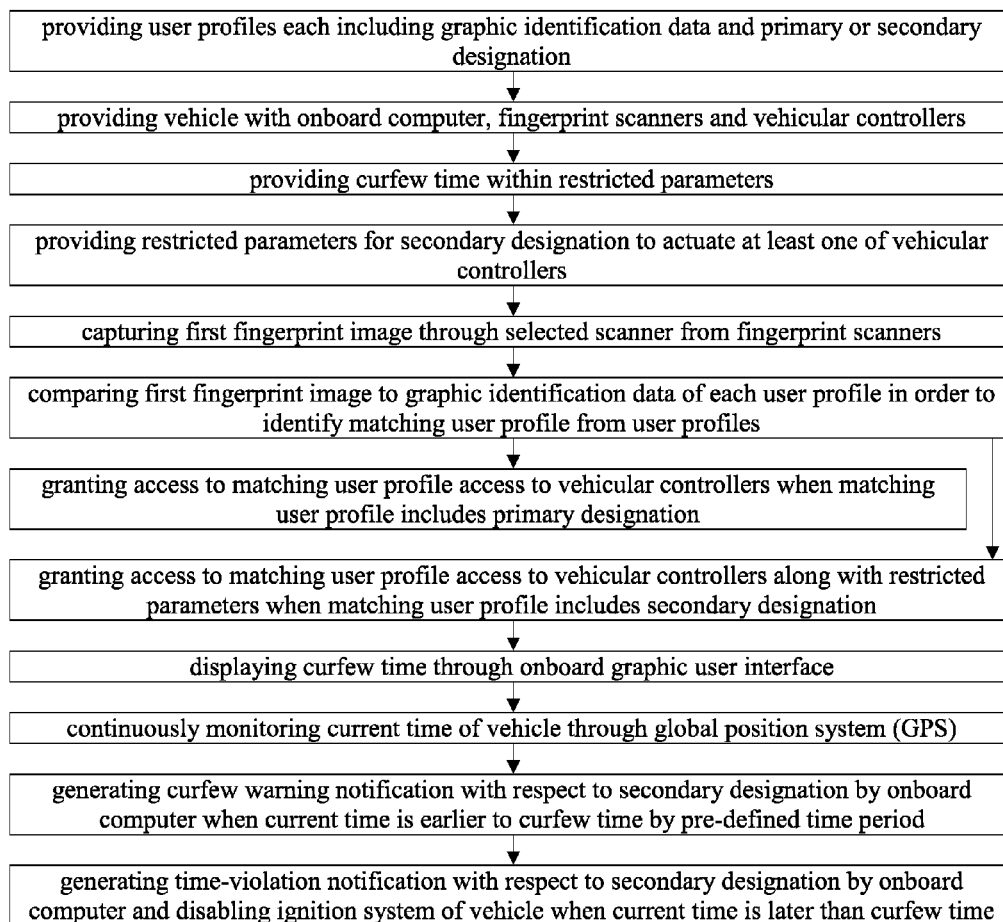 providing user profiles each including graphic identification data and primary or secondary
designation
providing vehicle with onboard computer, fingerprint scanners and vehicular controllers
providing curfew time within restricted parameters
providing restricted parameters for secondary designation to actuate at least one of vehicular
controllers
capturing first fingerprint image through selected scanner from fingerprint scanners
comparing first fingerprint image to graphic identification data of each user profile in order to
identify matching user profile from user profiles
granting access to matching user profile access to vehicular controllers when matching
user profile includes primary designation
granting access to matching user profile access to vehicular controllers along with restricted
parameters when matching user profile includes secondary designation
displaying curfew time through onboard graphic user interface
continuously monitoring current time of vehicle through global position system (GPS)
generating curfew warning notification with respect to secondary designation by onboard
computer when current time is earlier to curfew time by pre-defined time period
generating time-violation notification with respect to secondary designation by onboard
computer and disabling ignition system of vehicle when current time is later than curfew time